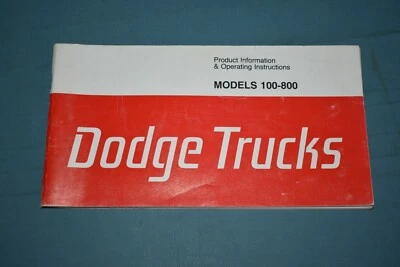 Product Information
& Operating Instructions
MODELS 100-800
Dodge Trucks